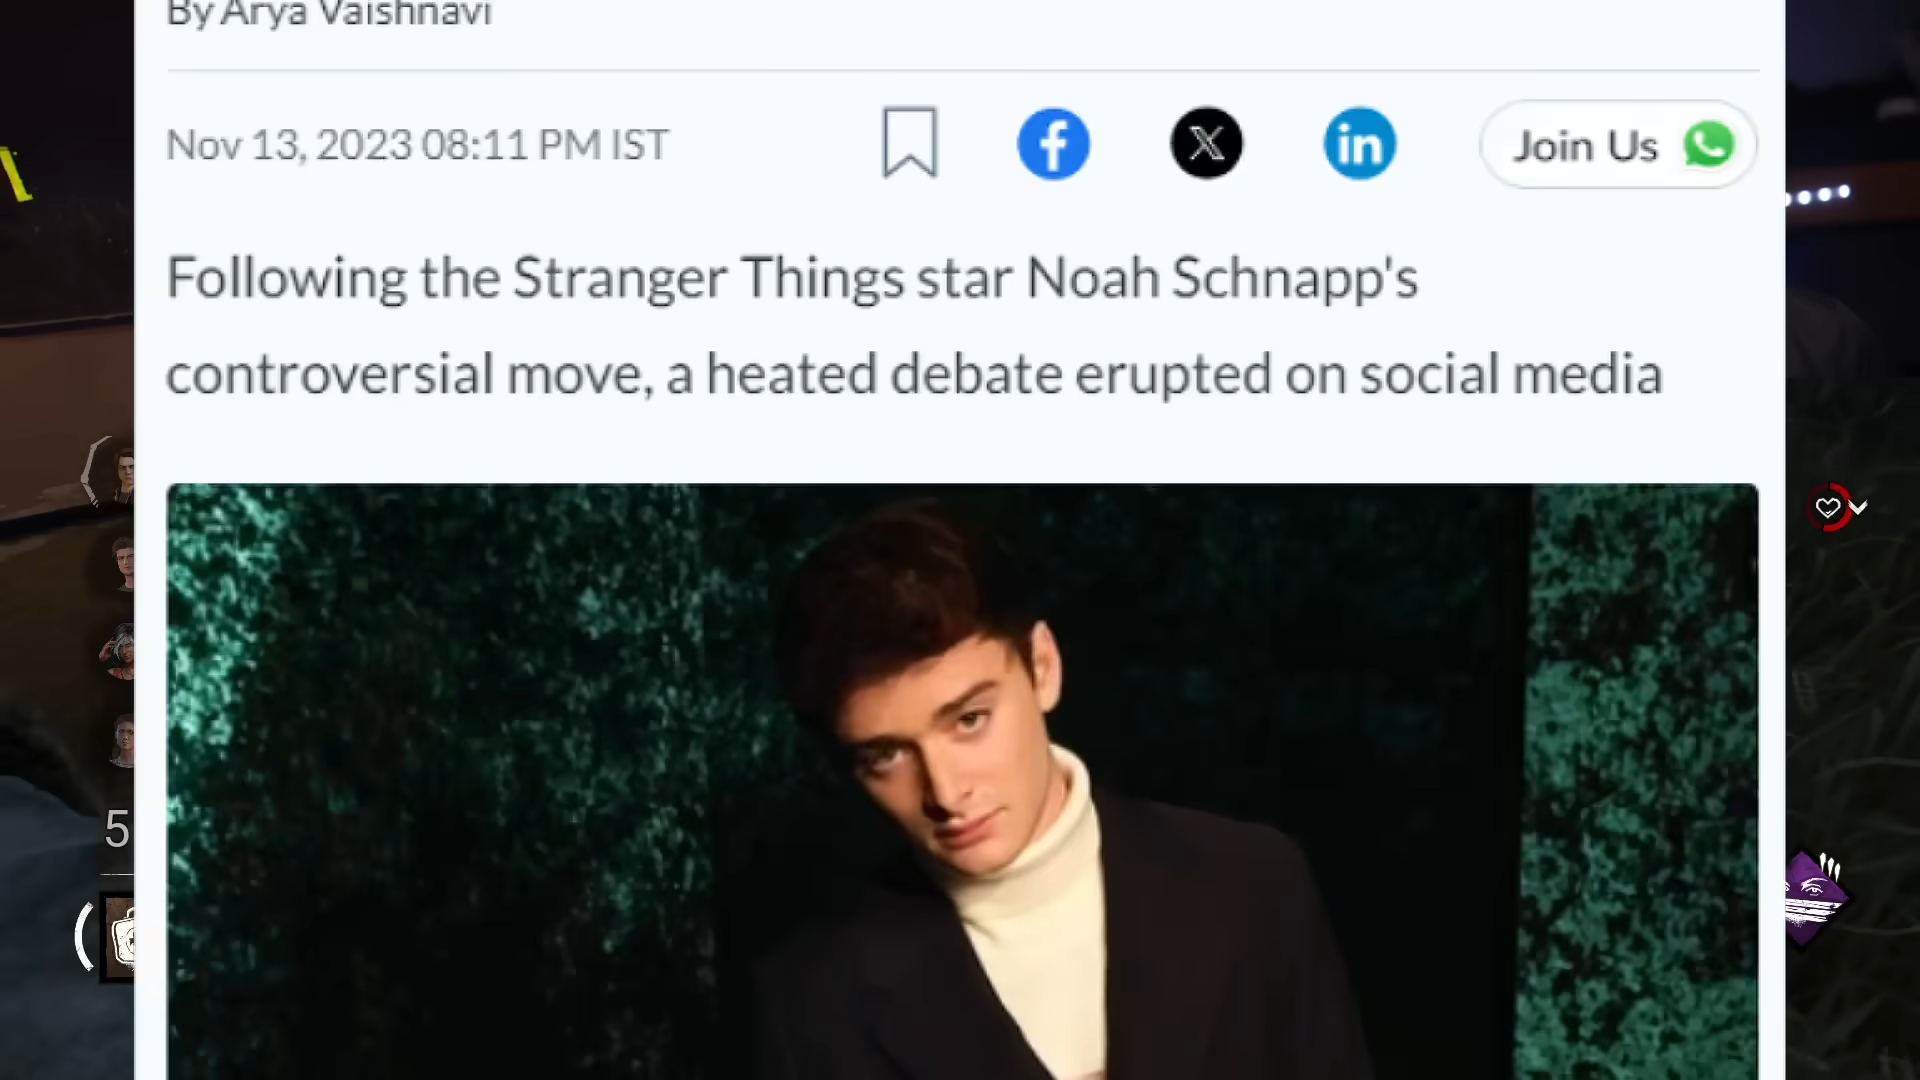 By Arya Vaishnavi
Nov 13, 2023 08:11 PM IST
Join Us
Following the Stranger Things star Noah Schnapp's
controversial move, a heated debate erupted on social media
5